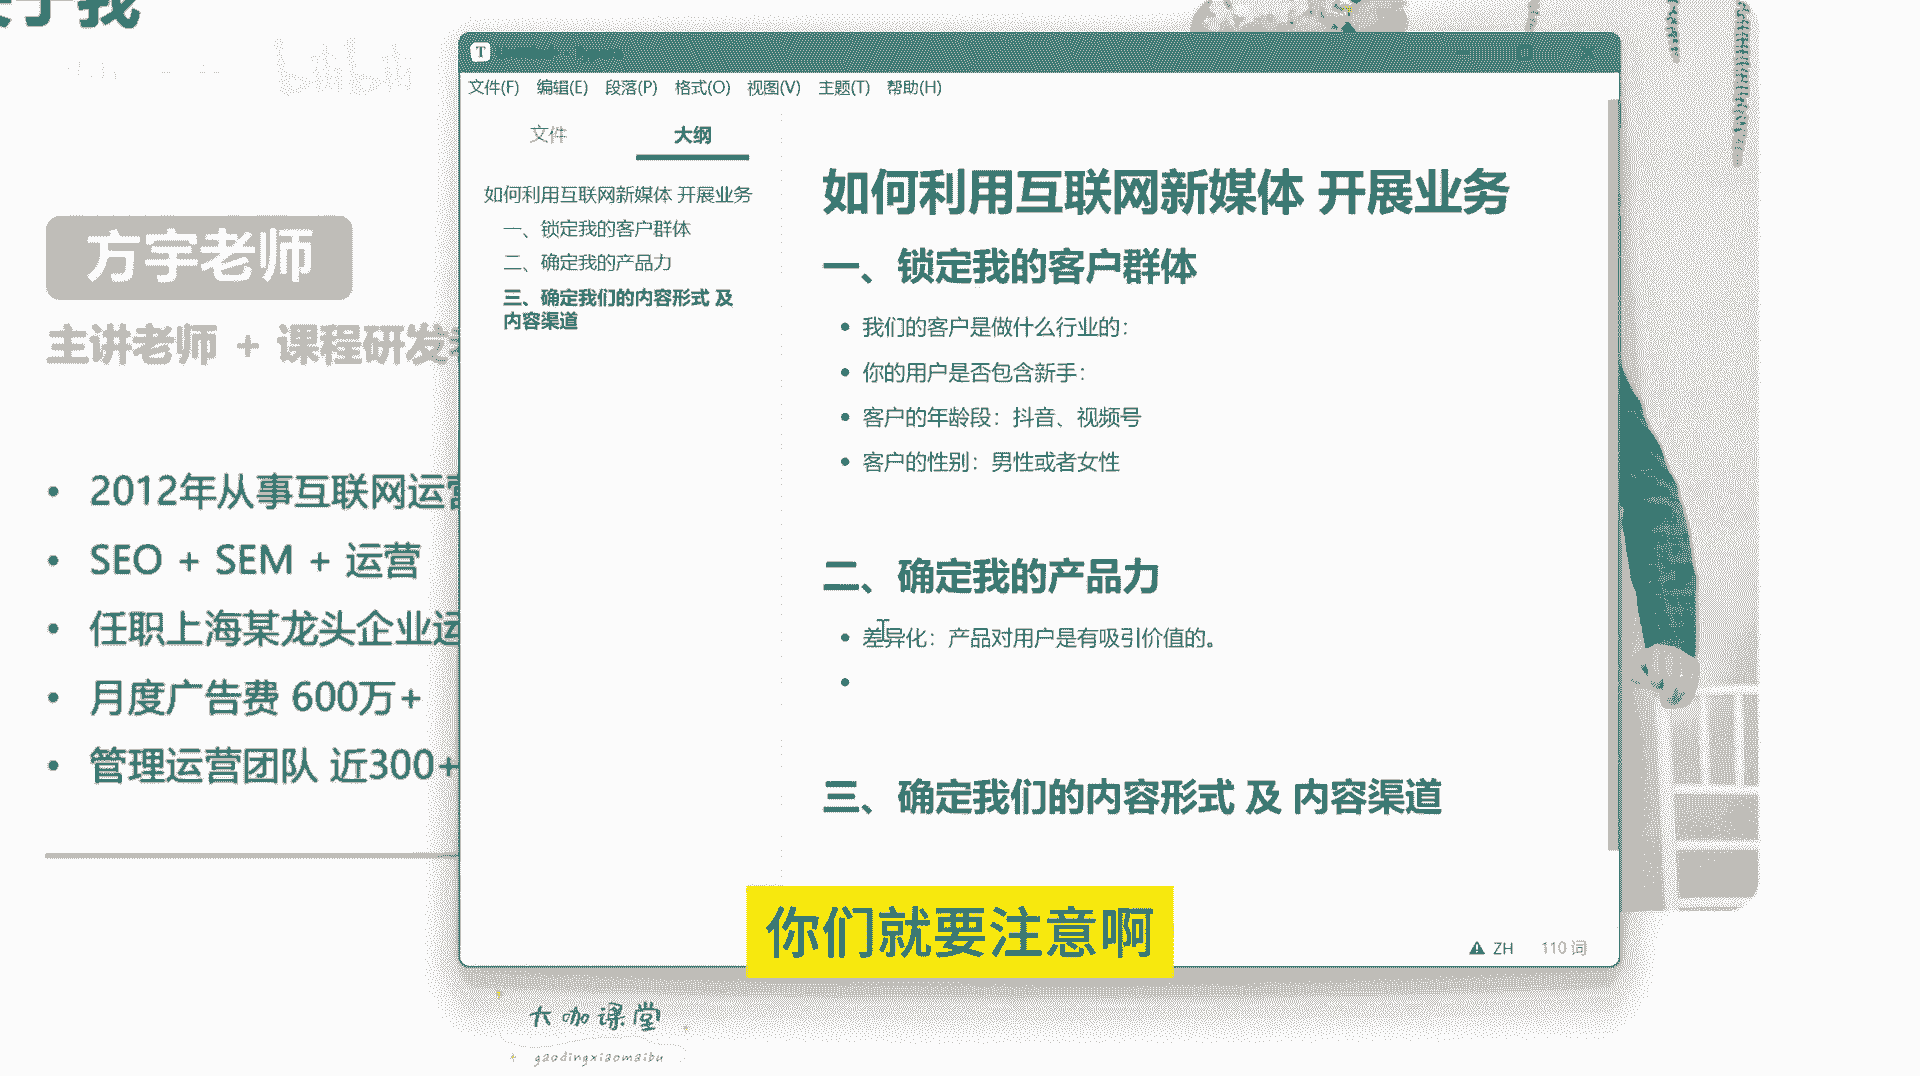 于我
bilibili
方宇老师
主讲老师 + 课程研发
2012年从事互联网运营
SEO + SEM + 运营
任职上海某龙头企业运
月度广告费 600万+
管理运营团队 近300+
T
文件(F) 编辑(E) 段落(P) 格式(O) 视图(V) 主题(T) 帮助(H)
文件 大纲
如何利用互联网新媒体 开展业务
一、锁定我的客户群体
二、确定我的产品力
三、确定我们的内容形式 及
内容渠道
如何利用互联网新媒体 开展业务
一、锁定我的客户群体
我们的客户是做什么行业的：
你的用户是否包含新手：
客户的年龄段：抖音、视频号
客户的性别：男性或者女性
二、确定我的产品力
差异化：产品对用户是有吸引价值的。
三、确定我们的内容形式 及 内容渠道
你们就要注意啊
ZH 110 词
大咖课堂
gaodingxiaomaibu